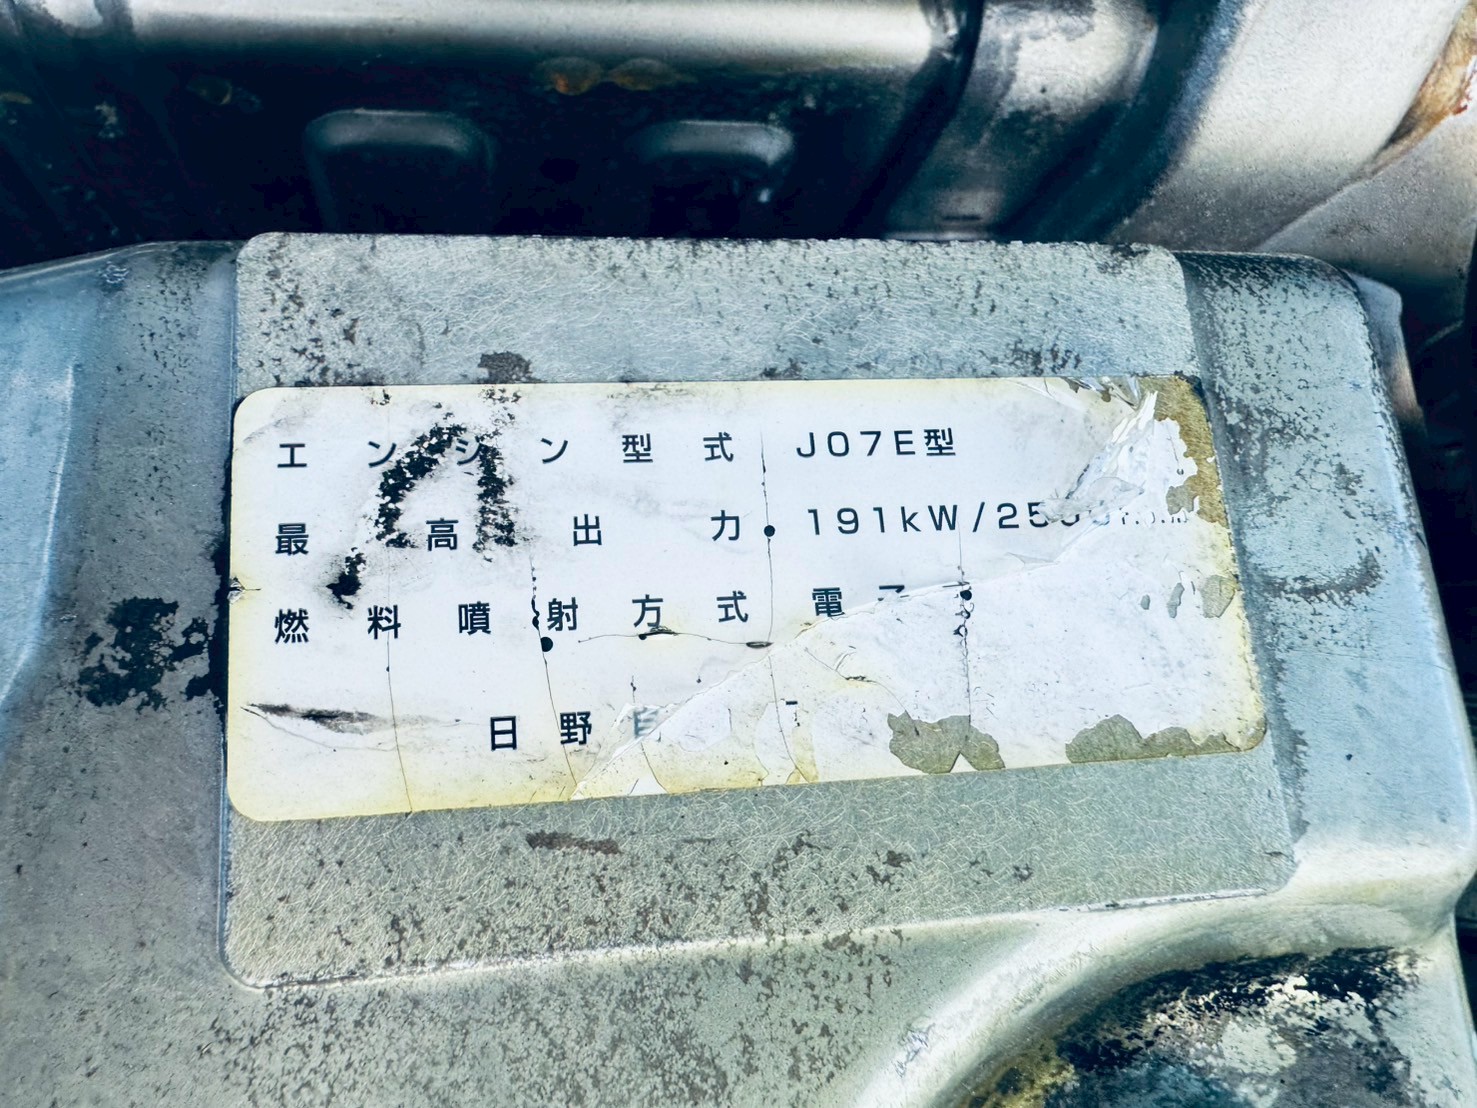 エンジン型式 J07E型
最高出力 191kW/2500
燃料噴射方式 電子
日野